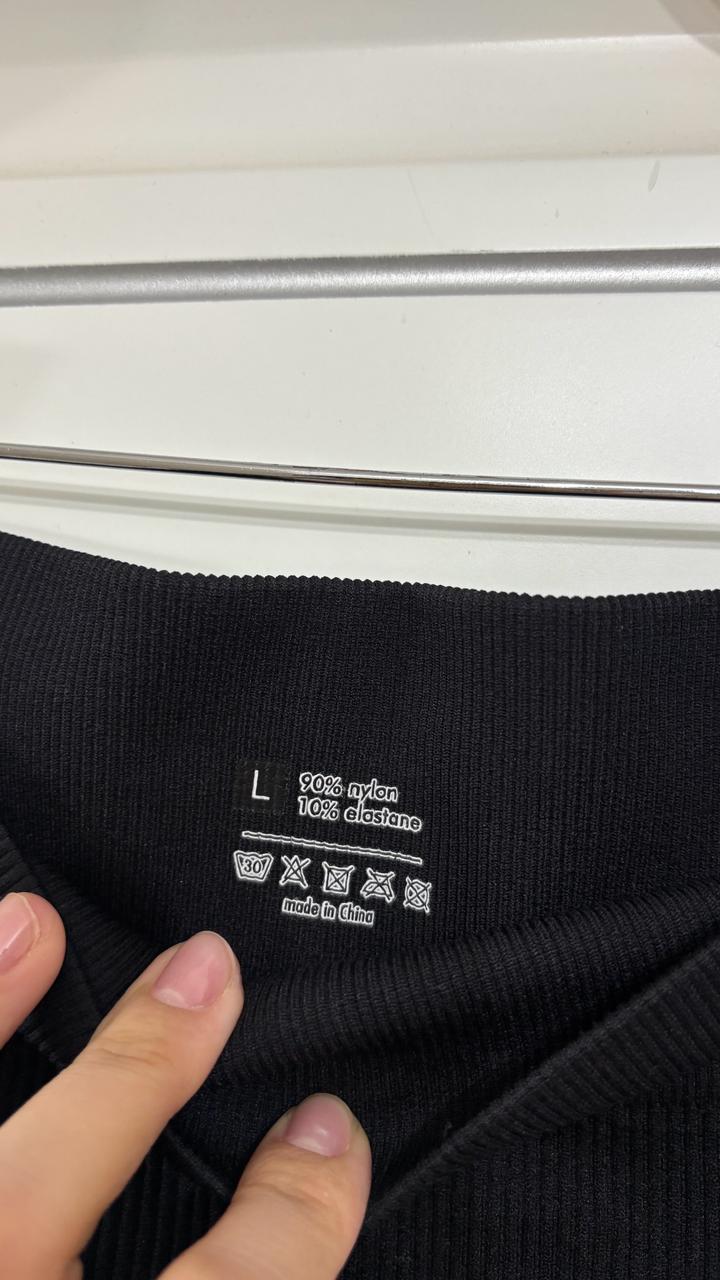 L
90% nylon
10% elastane
30
made in China